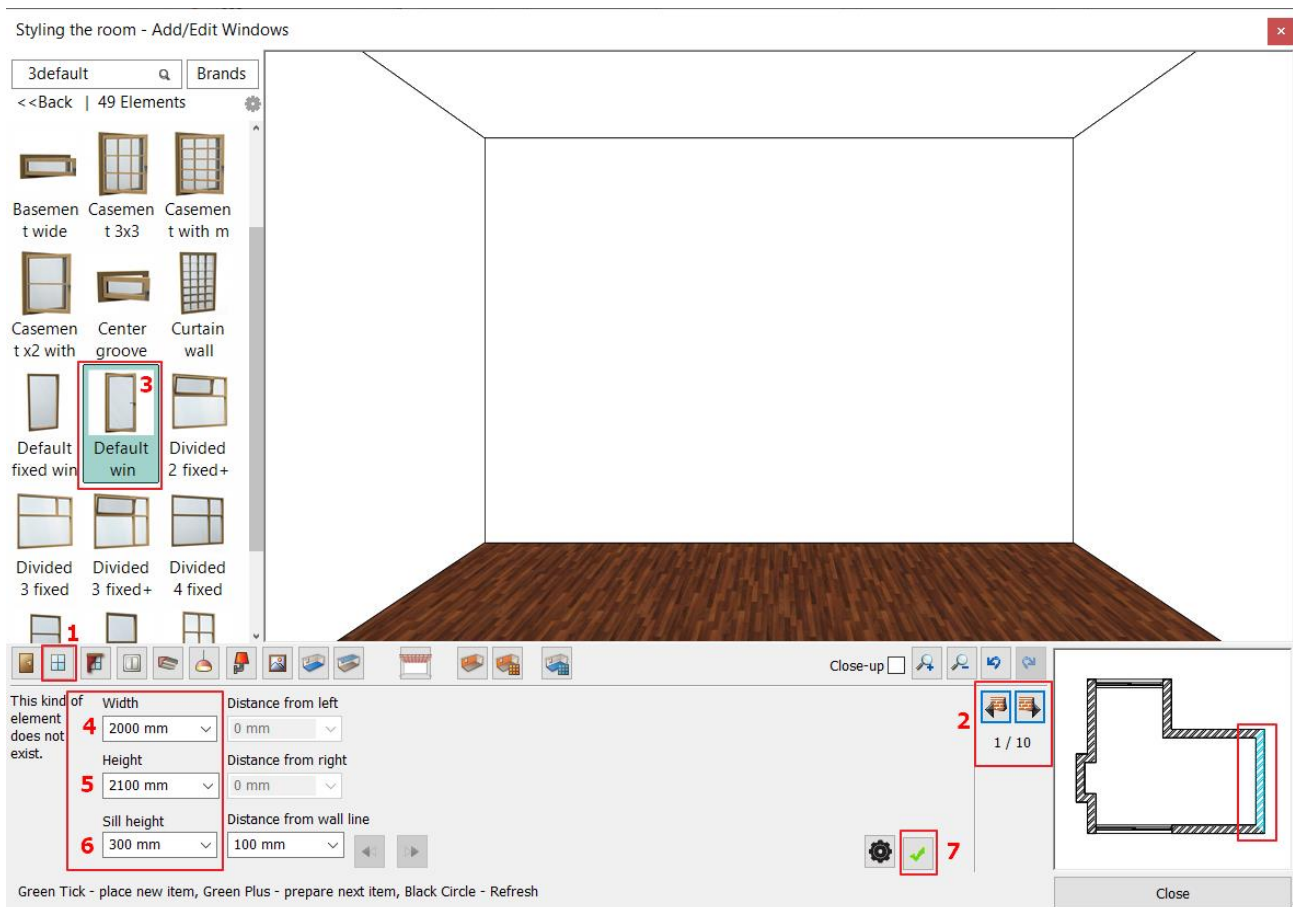 Styling the room - Add/Edit Windows
3default
Brands
<<Back | 49 Elements
Basemen Casemen Casemen
t wide t 3x3 t with m
Casemen Center Curtain
t x2 with groove wall
3
Default Default Divided
fixed win win 2 fixed+
Divided Divided Divided
3 fixed 3 fixed+ 4 fixed
1
Close-up
This kind of
element
does not
exist.
Width
4 2000 mm
Height
5 2100 mm
Sill height
6 300 mm
Distance from left
0 mm
Distance from right
0 mm
Distance from wall line
100 mm
2
1 / 10
7
Green Tick - place new item, Green Plus - prepare next item, Black Circle - Refresh
Close